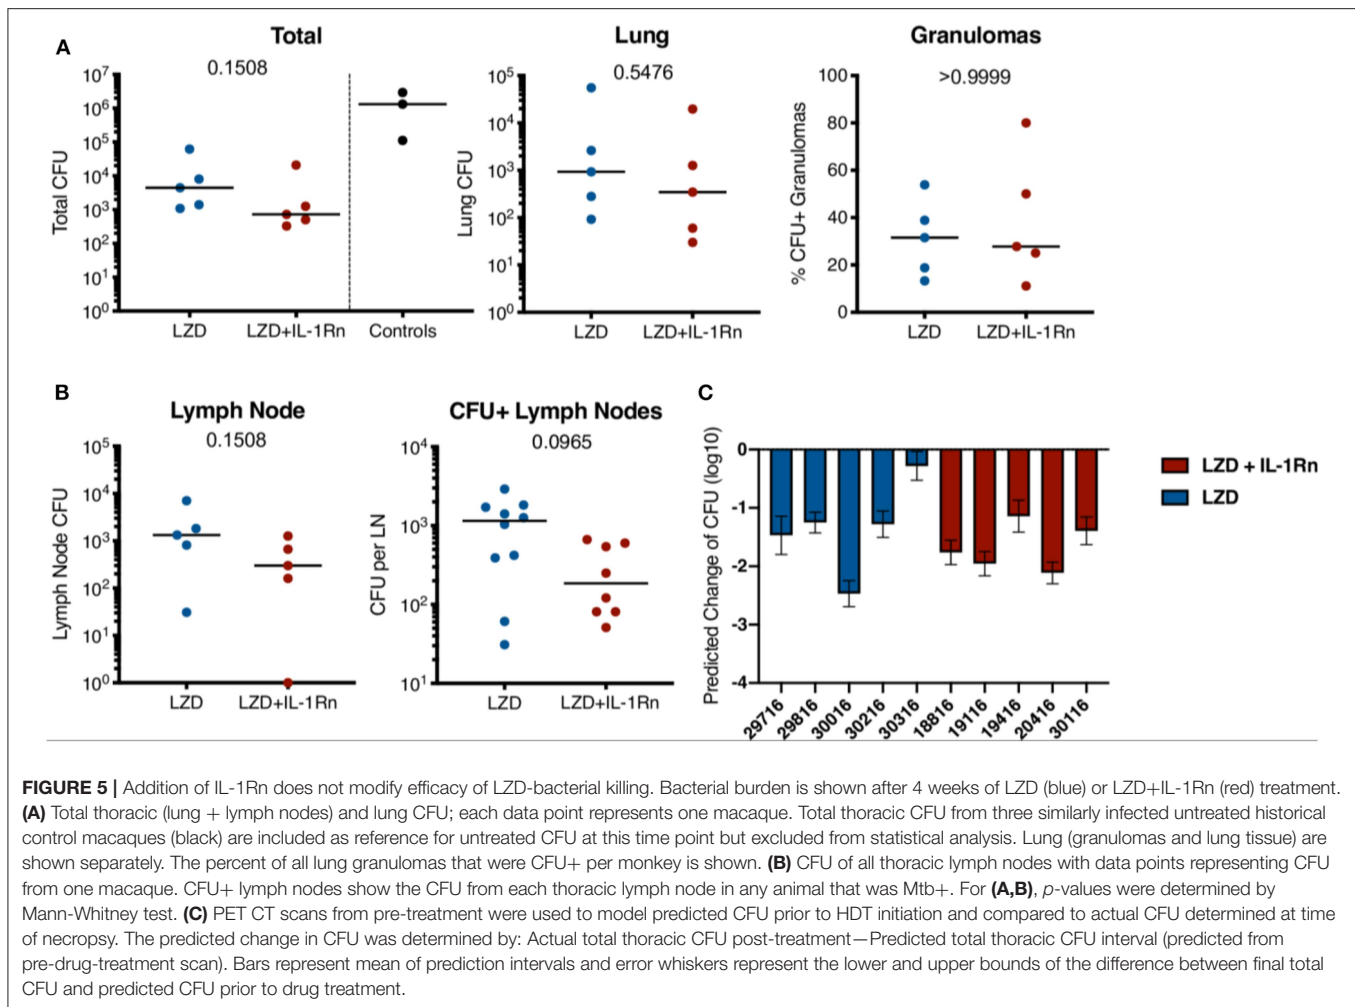 A
Total
0.1508
Total CFU
10^7
10^6
10^5
10^4
10^3
10^2
10^1
10^0
LZD
LZD+IL-1Rn
Controls
Lung
0.5476
Lung CFU
10^5
10^4
10^3
10^2
10^1
10^0
LZD
LZD+IL-1Rn
Granulomas
>0.9999
% CFU+ Granulomas
100
80
60
40
20
0
LZD
LZD+IL-1Rn
B
Lymph Node
0.1508
Lymph Node CFU
10^5
10^4
10^3
10^2
10^1
10^0
LZD
LZD+IL-1Rn
CFU+ Lymph Nodes
0.0965
CFU per LN
10^4
10^3
10^2
10^1
LZD
LZD+IL-1Rn
C
Predicted Change of CFU (log10)
0
-1
-2
-3
-4
29716
29816
30016
30216
30316
18816
19116
19416
20416
30116
LZD + IL-1Rn
LZD
FIGURE 5 | Addition of IL-1Rn does not modify efficacy of LZD-bacterial killing. Bacterial burden is shown after 4 weeks of LZD (blue) or LZD+IL-1Rn (red) treatment.
(A) Total thoracic (lung + lymph nodes) and lung CFU; each data point represents one macaque. Total thoracic CFU from three similarly infected untreated historical
control macaques (black) are included as reference for untreated CFU at this time point but excluded from statistical analysis. Lung (granulomas and lung tissue) are
shown separately. The percent of all lung granulomas that were CFU+ per monkey is shown. (B) CFU of all thoracic lymph nodes with data points representing CFU
from one macaque. CFU+ lymph nodes show the CFU from each thoracic lymph node in any animal that was Mtb+. For (A,B), p-values were determined by
Mann-Whitney test. (C) PET CT scans from pre-treatment were used to model predicted CFU prior to HDT initiation and compared to actual CFU determined at time
of necropsy. The predicted change in CFU was determined by: Actual total thoracic CFU post-treatment—Predicted total thoracic CFU interval (predicted from
pre-drug-treatment scan). Bars represent mean of prediction intervals and error whiskers represent the lower and upper bounds of the difference between final total
CFU and predicted CFU prior to drug treatment.